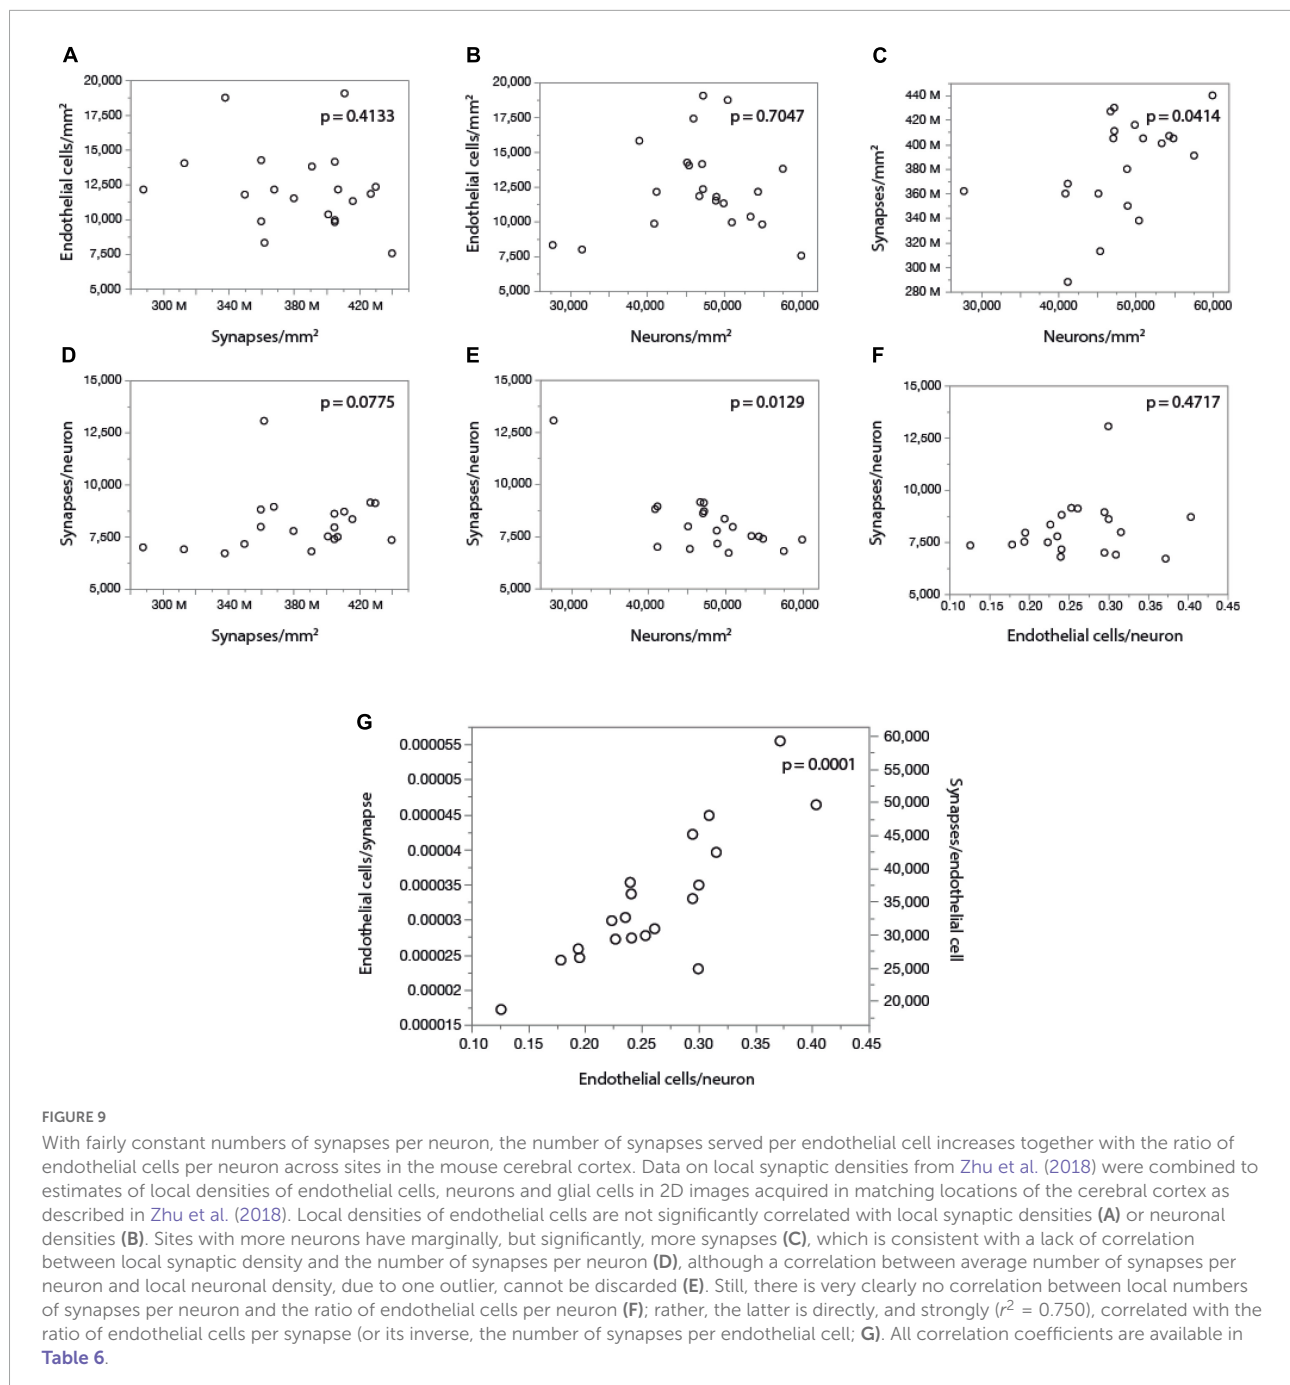 A
20,000
17,500
15,000
12,500
10,000
7,500
5,000
Endothelial cells/mm²
p = 0.4133
300 M 340 M 380 M 420 M
Synapses/mm²
B
20,000
17,500
15,000
12,500
10,000
7,500
5,000
Endothelial cells/mm²
p = 0.7047
30,000 40,000 50,000 60,000
Neurons/mm²
C
440 M
420 M
400 M
380 M
360 M
340 M
320 M
300 M
280 M
Synapses/mm²
p = 0.0414
30,000 40,000 50,000 60,000
Neurons/mm²
D
15,000
12,500
10,000
7,500
5,000
Synapses/neuron
p = 0.0775
300 M 340 M 380 M 420 M
Synapses/mm²
E
15,000
12,500
10,000
7,500
5,000
Synapses/neuron
p = 0.0129
30,000 40,000 50,000 60,000
Neurons/mm²
F
15,000
12,500
10,000
7,500
5,000
Synapses/neuron
p = 0.4717
0.10 0.15 0.20 0.25 0.30 0.35 0.40 0.45
Endothelial cells/neuron
G
0.000055
0.00005
0.000045
0.00004
0.000035
0.00003
0.000025
0.00002
0.000015
Endothelial cells/synapse
p = 0.0001
60,000
55,000
50,000
45,000
40,000
35,000
30,000
25,000
20,000
Synapses/endothelial cell
0.10 0.15 0.20 0.25 0.30 0.35 0.40 0.45
Endothelial cells/neuron
FIGURE 9
With fairly constant numbers of synapses per neuron, the number of synapses served per endothelial cell increases together with the ratio of
endothelial cells per neuron across sites in the mouse cerebral cortex. Data on local synaptic densities from Zhu et al. (2018) were combined to
estimates of local densities of endothelial cells, neurons and glial cells in 2D images acquired in matching locations of the cerebral cortex as
described in Zhu et al. (2018). Local densities of endothelial cells are not significantly correlated with local synaptic densities (A) or neuronal
densities (B). Sites with more neurons have marginally, but significantly, more synapses (C), which is consistent with a lack of correlation
between local synaptic density and the number of synapses per neuron (D), although a correlation between average number of synapses per
neuron and local neuronal density, due to one outlier, cannot be discarded (E). Still, there is very clearly no correlation between local numbers
of synapses per neuron and the ratio of endothelial cells per neuron (F); rather, the latter is directly, and strongly (r² = 0.750), correlated with the
ratio of endothelial cells per synapse (or its inverse, the number of synapses per endothelial cell; G). All correlation coefficients are available in
Table 6.